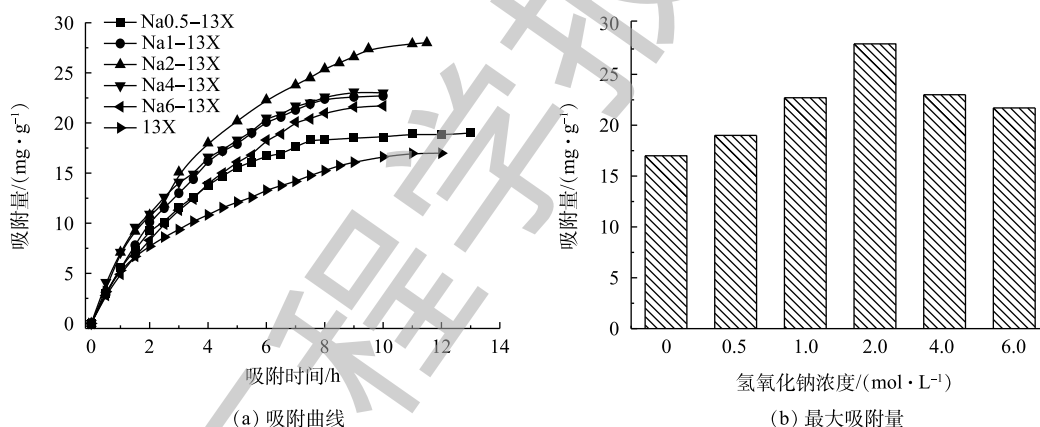 30
25
20
15
10
5
0
吸附量/(mg·g⁻¹)
Na0.5-13X
Na1-13X
Na2-13X
Na4-13X
Na6-13X
13X
0 2 4 6 8 10 12 14
吸附时间/h
(a) 吸附曲线
30
25
20
15
10
5
0
吸附量/(mg·g⁻¹)
0 0.5 1.0 2.0 4.0 6.0
氢氧化钠浓度/(mol·L⁻¹)
(b) 最大吸附量
程学报